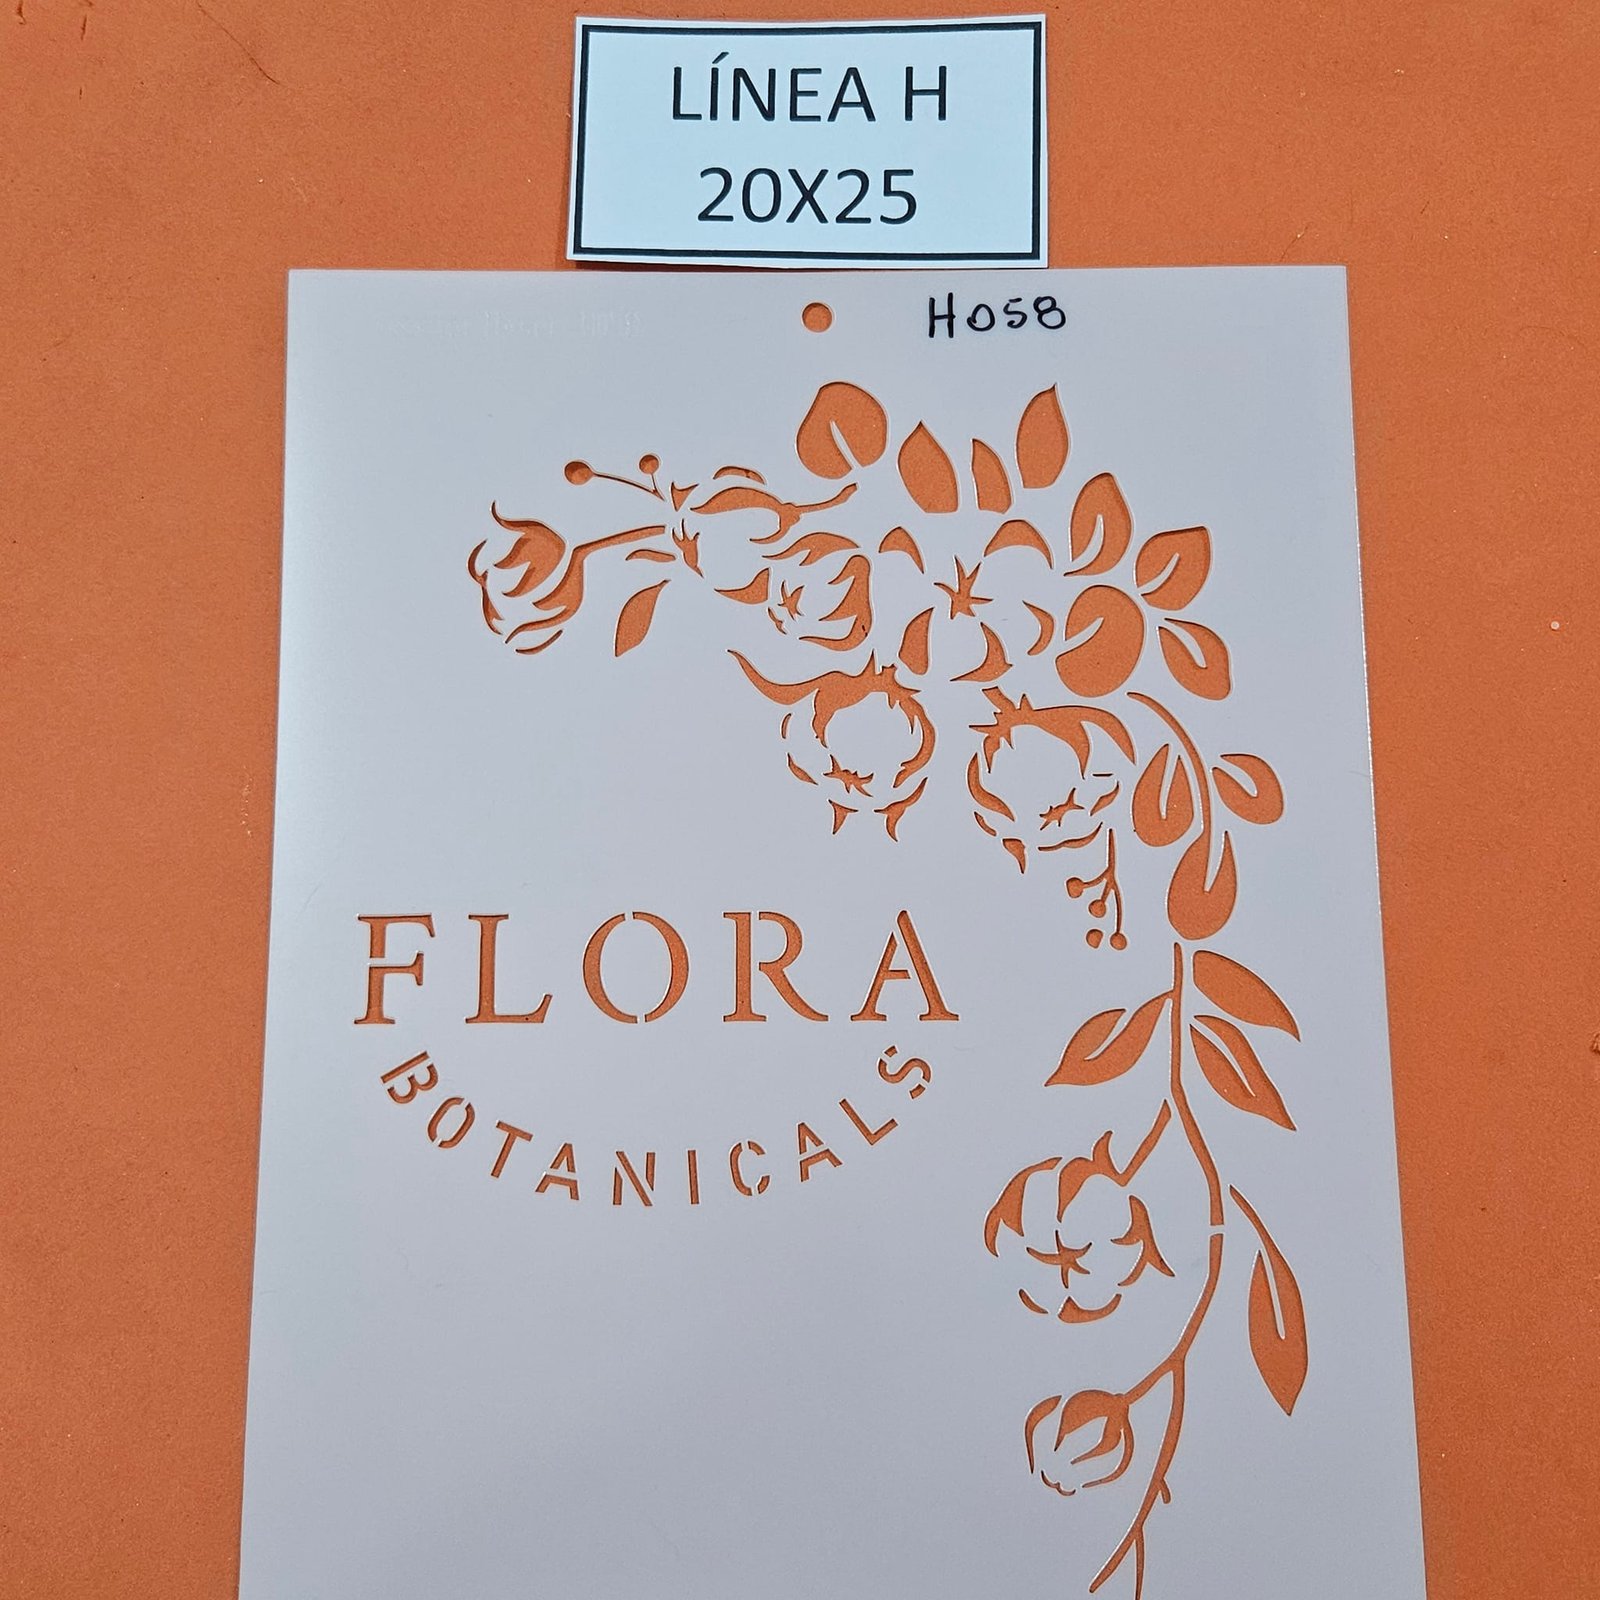 LÍNEA H
20X25
H058
FLORA
BOTANICALS